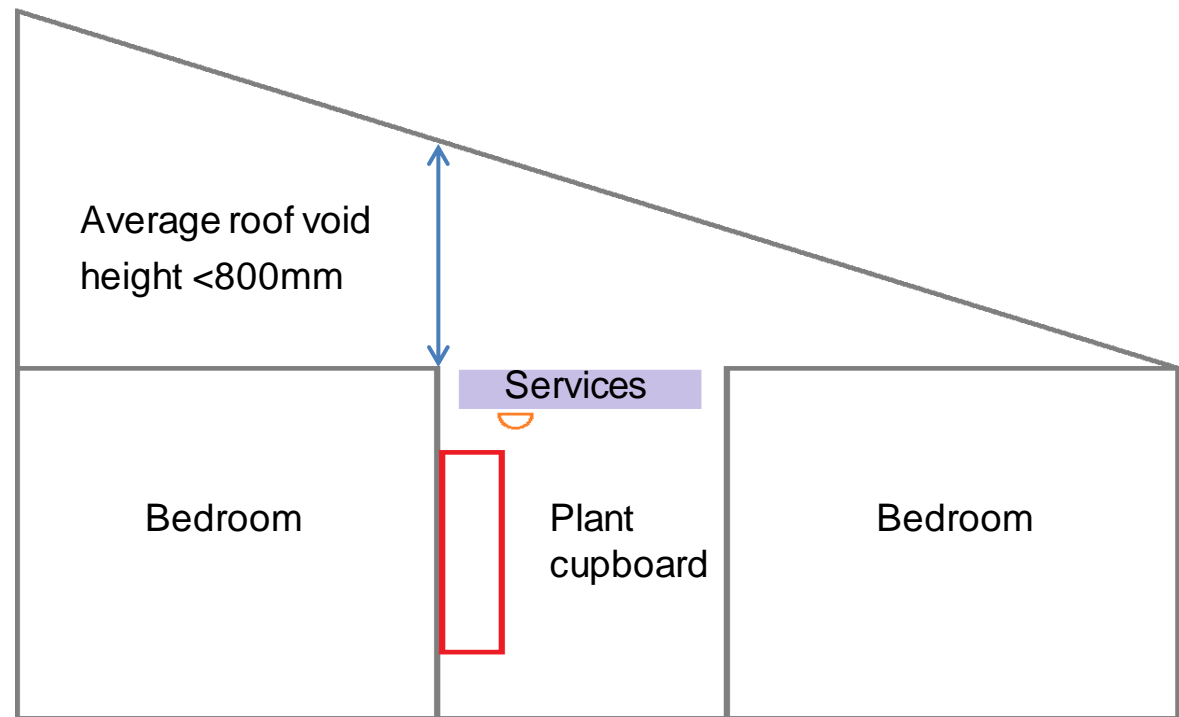 Average roof void
height <800mm
Services
Bedroom
Plant
cupboard
Bedroom